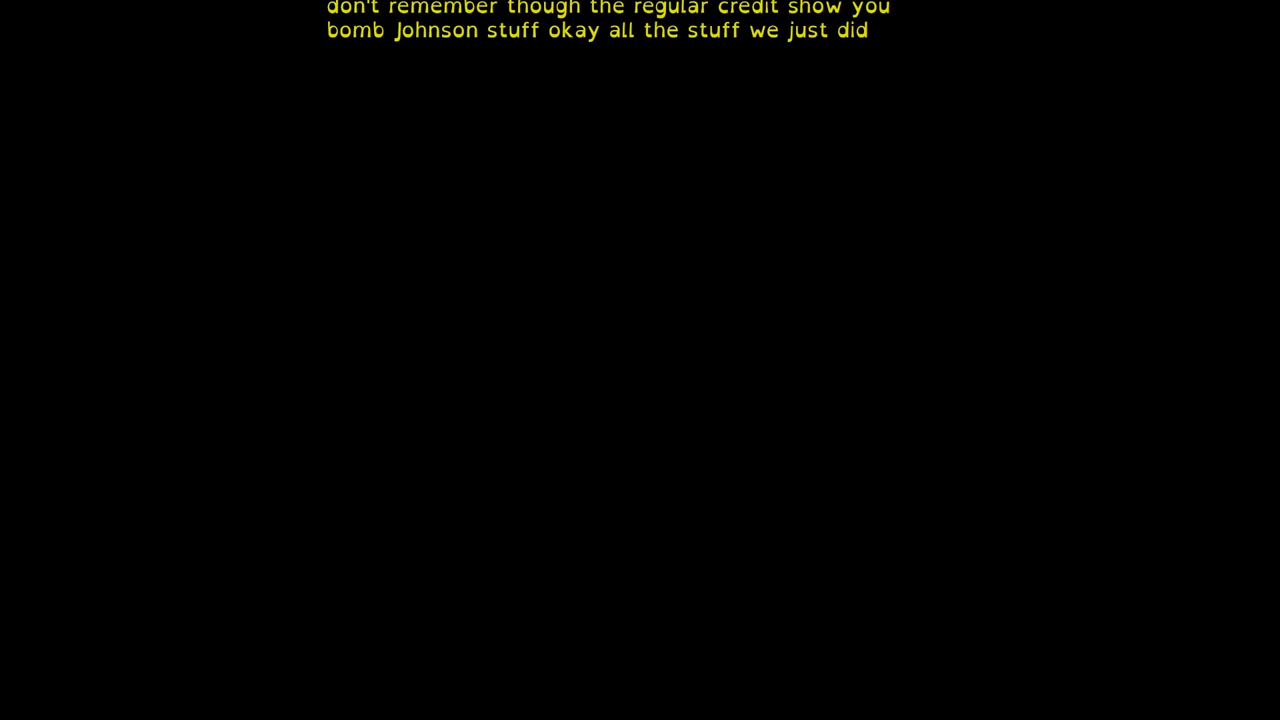 don't remember though the regular credit show you
bomb Johnson stuff okay all the stuff we just did